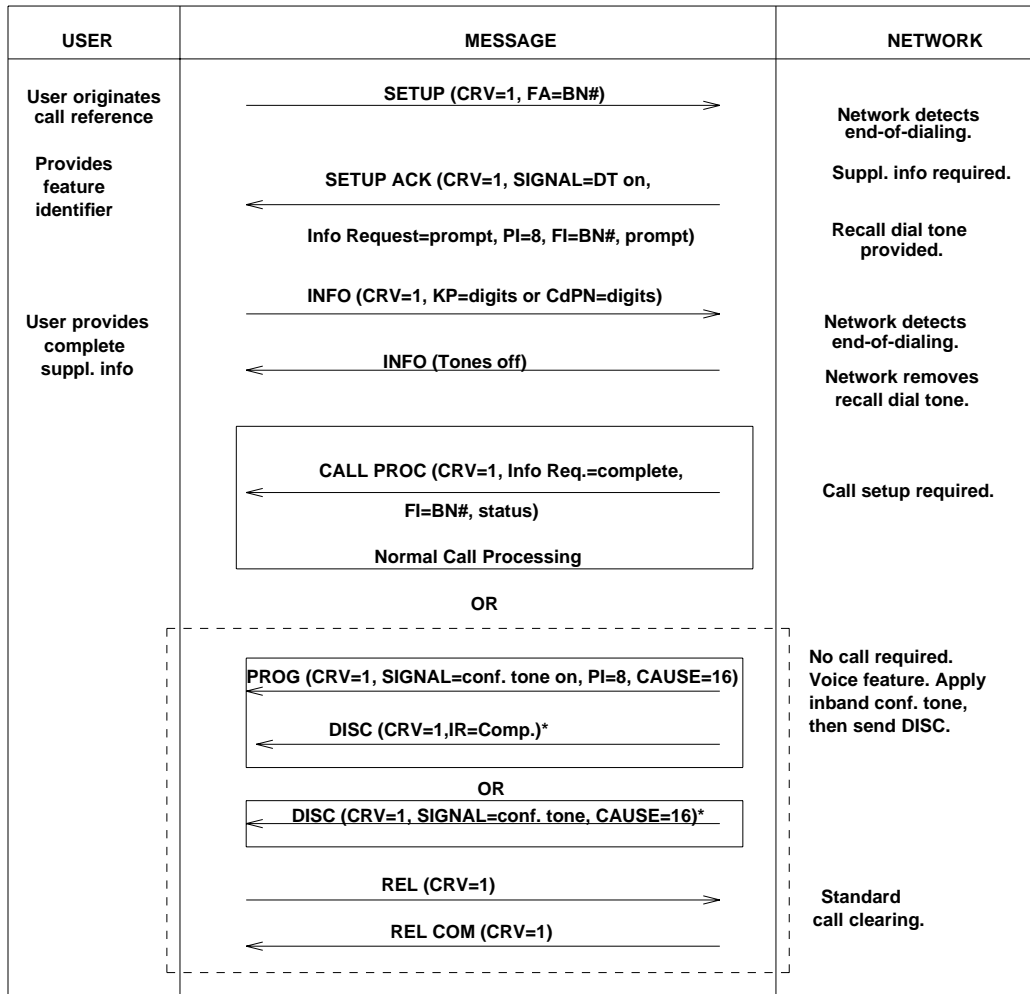 USER MESSAGE NETWORK
User originates
call reference
SETUP (CRV=1, FA=BN#)
Network detects
end-of-dialing.
Provides
feature
identifier
SETUP ACK (CRV=1, SIGNAL=DT on,
Suppl. info required.
Info Request=prompt, PI=8, FI=BN#, prompt)
Recall dial tone
provided.
INFO (CRV=1, KP=digits or CdPN=digits)
User provides
complete
suppl. info
Network detects
end-of-dialing.
INFO (Tones off)
Network removes
recall dial tone.
CALL PROC (CRV=1, Info Req.=complete,
Call setup required.
FI=BN#, status)
Normal Call Processing
OR
No call required.
Voice feature. Apply
inband conf. tone,
then send DISC.
PROG (CRV=1, SIGNAL=conf. tone on, PI=8, CAUSE=16)
DISC (CRV=1,IR=Comp.)*
OR
DISC (CRV=1, SIGNAL=conf. tone, CAUSE=16)*
REL (CRV=1)
Standard
call clearing.
REL COM (CRV=1)